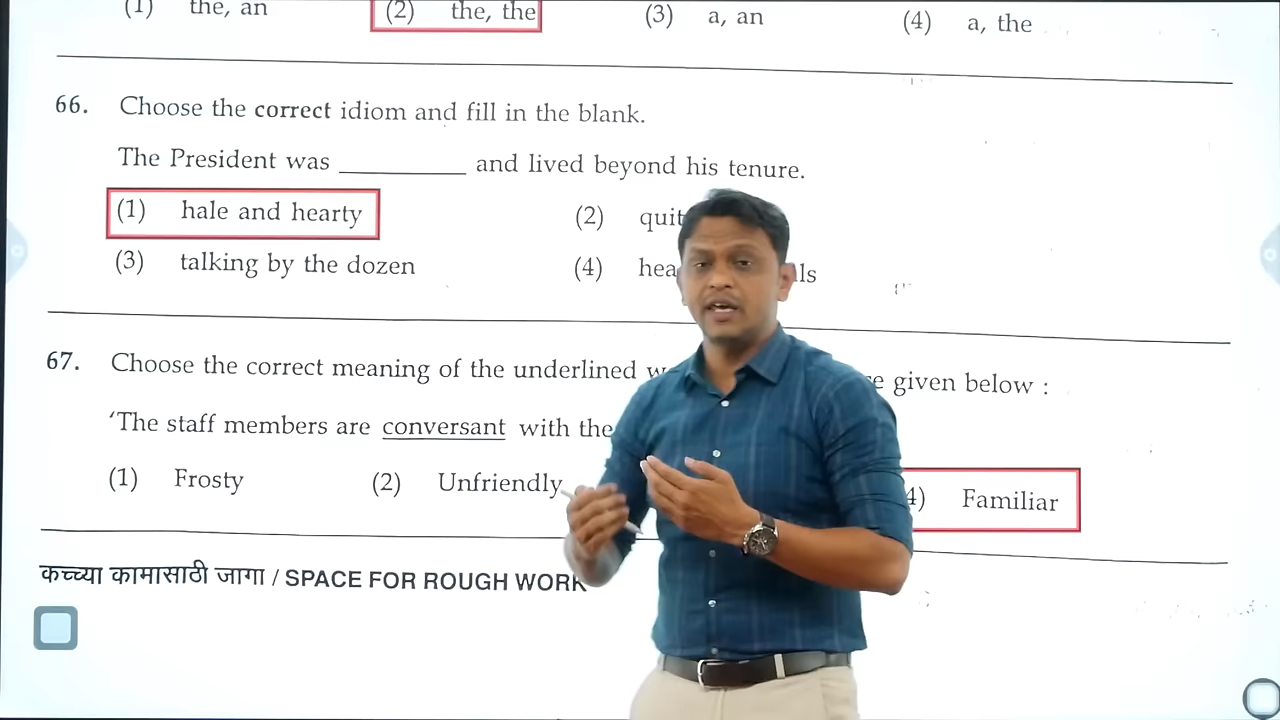 (1) the, an (2) the, the (3) a, an (4) a, the
66. Choose the correct idiom and fill in the blank.
The President was __________ and lived beyond his tenure.
(1) hale and hearty (2)
(3) talking by the dozen (4)
67. Choose the correct meaning of the underlined given below :
‘The staff members are conversant with the
(1) Frosty (2) Unfriendly 4) Familiar
कच्च्या कामासाठी जागा / SPACE FOR ROUGH WORK